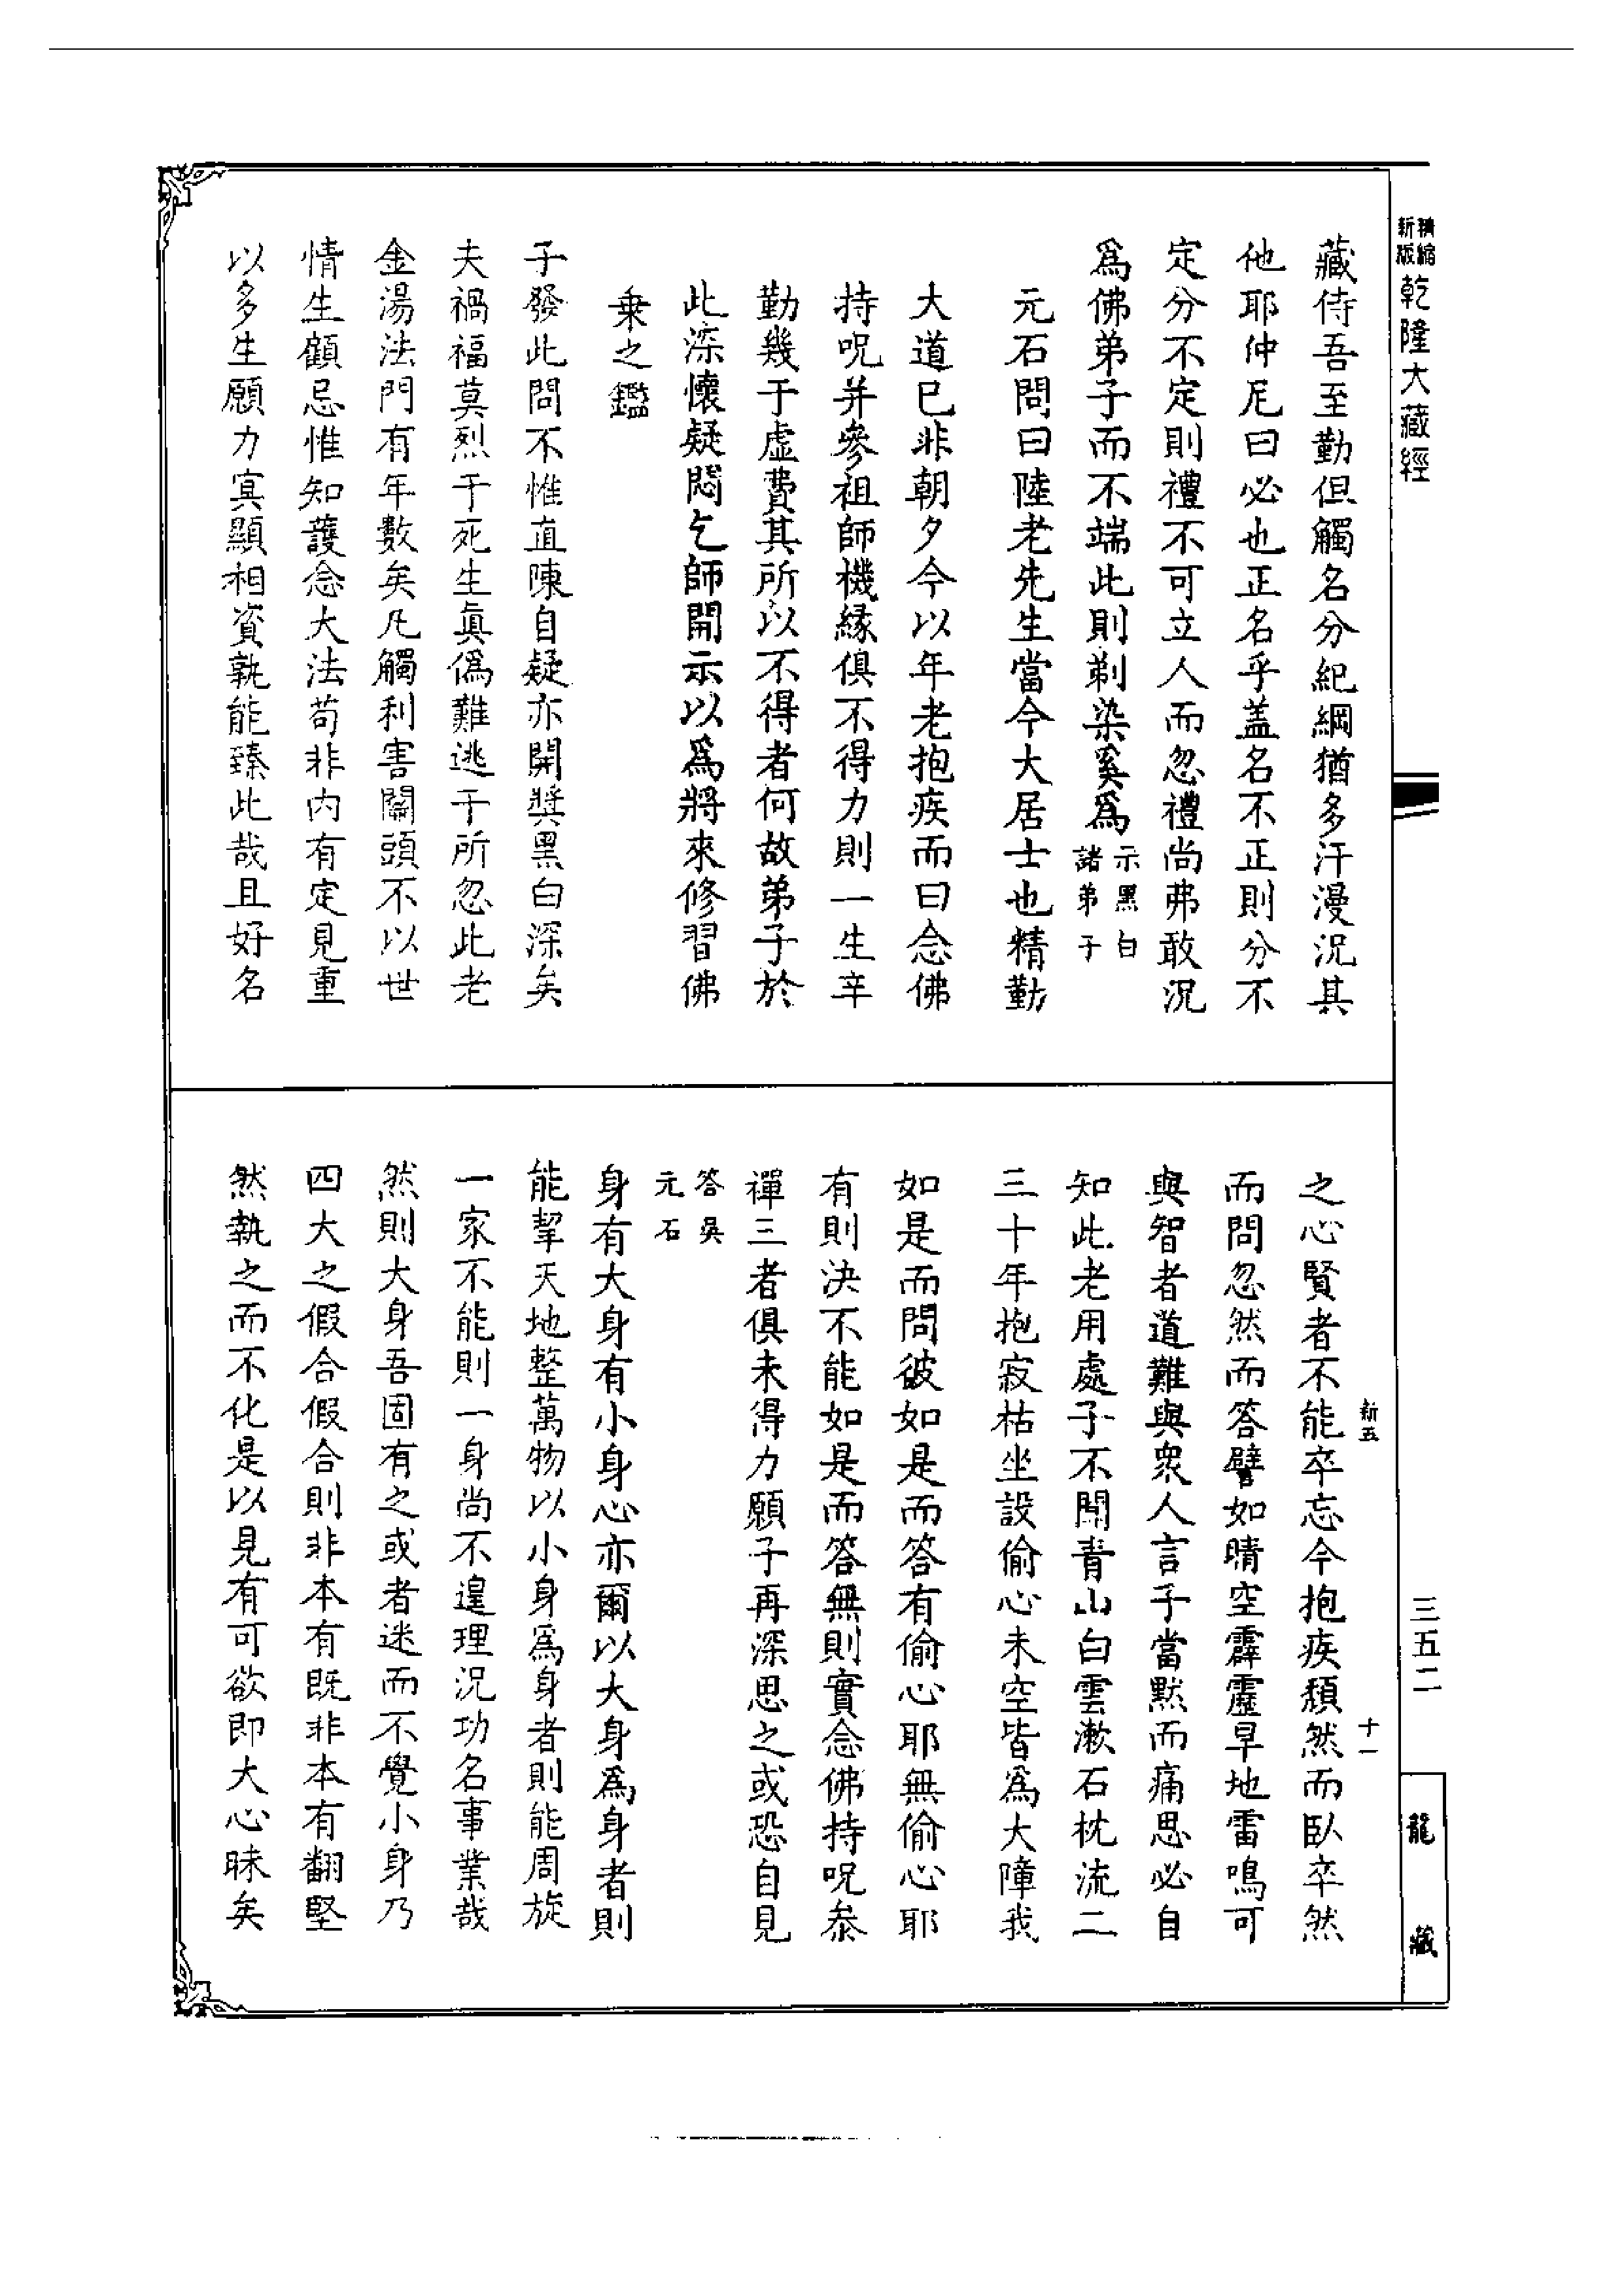 精縮新版乾隆大藏經
藏侍吾至勤但觸名分紀綱猶多汗漫況其
他耶仲尼曰必也正名乎蓋名不正則分不
定分不定則禮不可立人而忽禮尚弗敢況
為佛弟子而不端此則剃染奚為示黑白諸弟子
元石問曰陸老先生當今大居士也精勤
大道已非朝夕今以年老抱疾而曰念佛
持呪并參祖師機緣俱不得力則一生辛
勤幾于虛費其所以不得者何故弟子於
此深懷疑悶乞師開示以為將來修習佛
乗之鑑
子發此問不惟直陳自疑亦開獎黑白深矣
夫禍福莫烈于死生真偽難逃于所忽此老
金湯法門有年數矣凡觸利害關頭不以世
情生顧忌惟知護念大法苟非內有定見重
以多生願力冥顯相資孰能臻此哉且好名
之心賢者不能卒忘今抱疾頹然而臥卒然
而問忽然而答譬如晴空霹靂旱地雷鳴可
與智者道難與眾人言子當默而痛思必自
知此老用處子不聞青山白雲漱石枕流二
三十年抱寂枯坐設偷心未空皆為大障我
如是而問彼如是而答有偷心耶無偷心耶
有則決不能如是而答無則實念佛持呪叅
禪三者俱未得力願子再深思之或恐自見
答吳元石
身有大身有小身心亦爾以大身為身者則
能挈天地整萬物以小身為身者則能周旋
一家不能則一身尚不遑理況功名事業哉
然則大身吾固有之或者迷而不覺小身乃
四大之假合假合則非本有既非本有翻堅
然執之而不化是以見有可欲即大心昧矣
新五
十一
三五二
龍藏